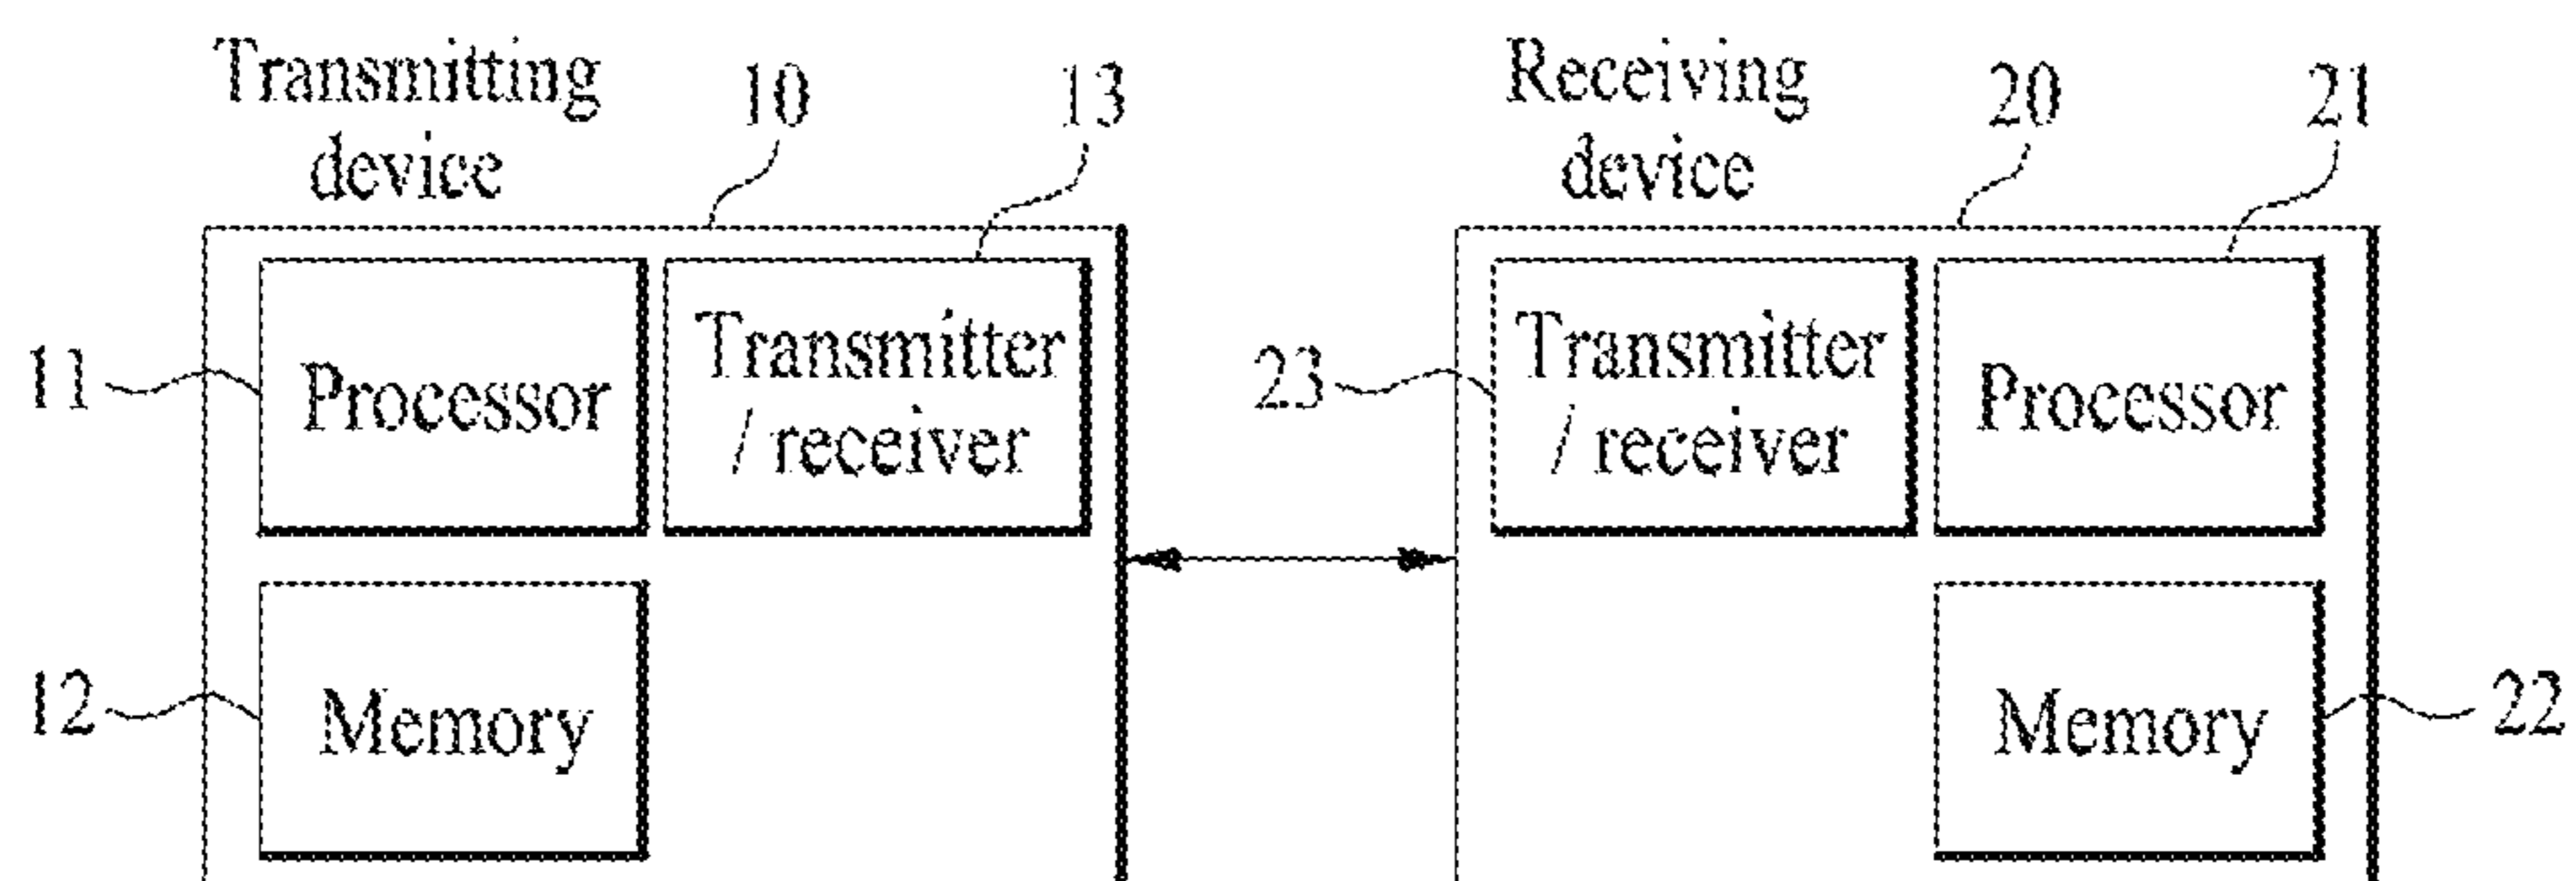 Transmitting
device
10
13
Receiving
device
20
21
11
Processor
Transmitter
/ receiver
23
Transmitter
/ receiver
Processor
12
Memory
Memory
22